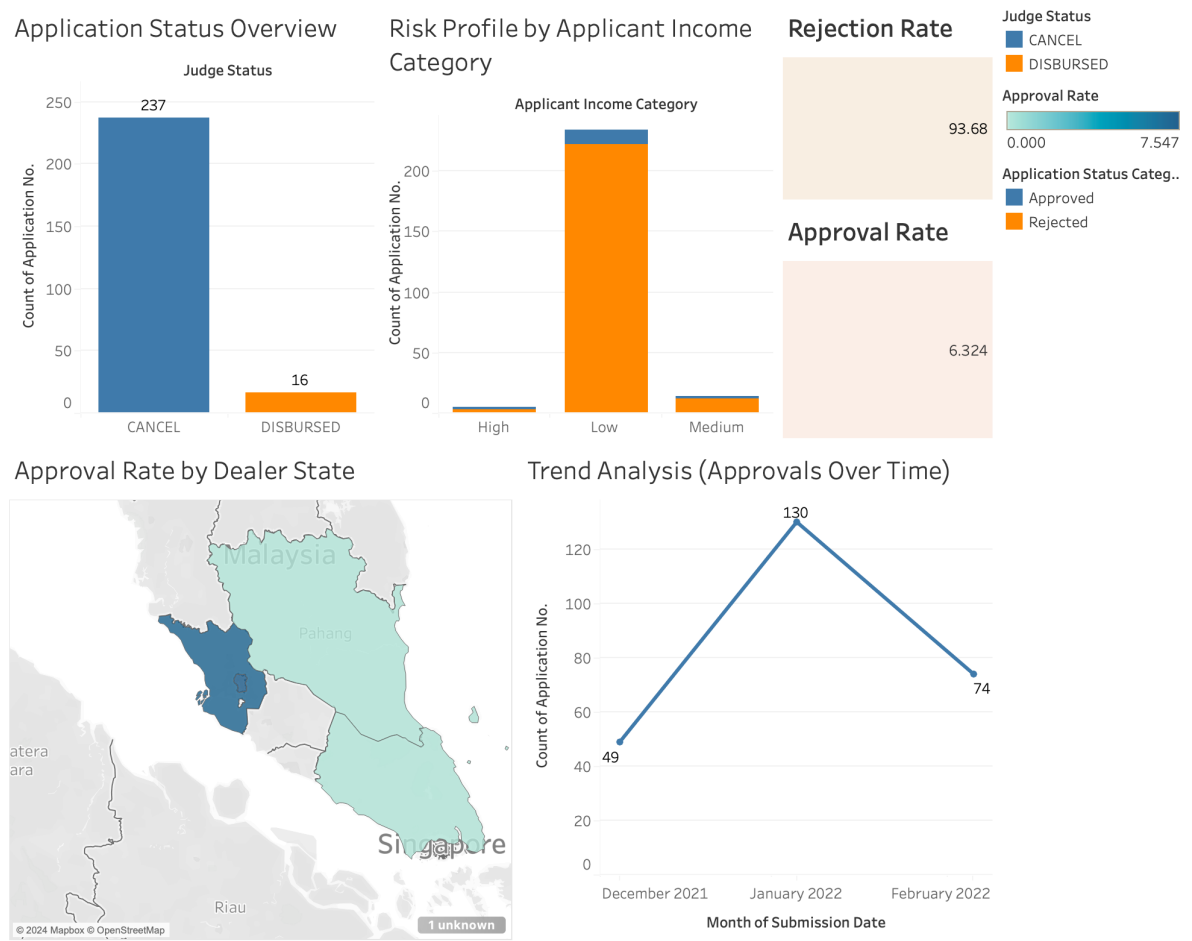 Application Status Overview
Judge Status
Count of Application No.
250
200
150
100
50
0
237
16
CANCEL
DISBURSED
Risk Profile by Applicant Income
Category
Applicant Income Category
Count of Application No.
200
150
100
50
0
High
Low
Medium
Rejection Rate
93.68
Approval Rate
6.324
Judge Status
CANCEL
DISBURSED
Approval Rate
0.000
7.547
Application Status Categ..
Approved
Rejected
Approval Rate by Dealer State
Malaysia
Pahang
atera
ara
Singapore
Riau
© 2024 Mapbox © OpenStreetMap
1 unknown
Trend Analysis (Approvals Over Time)
Count of Application No.
120
100
80
60
40
20
0
49
130
74
December 2021
January 2022
February 2022
Month of Submission Date